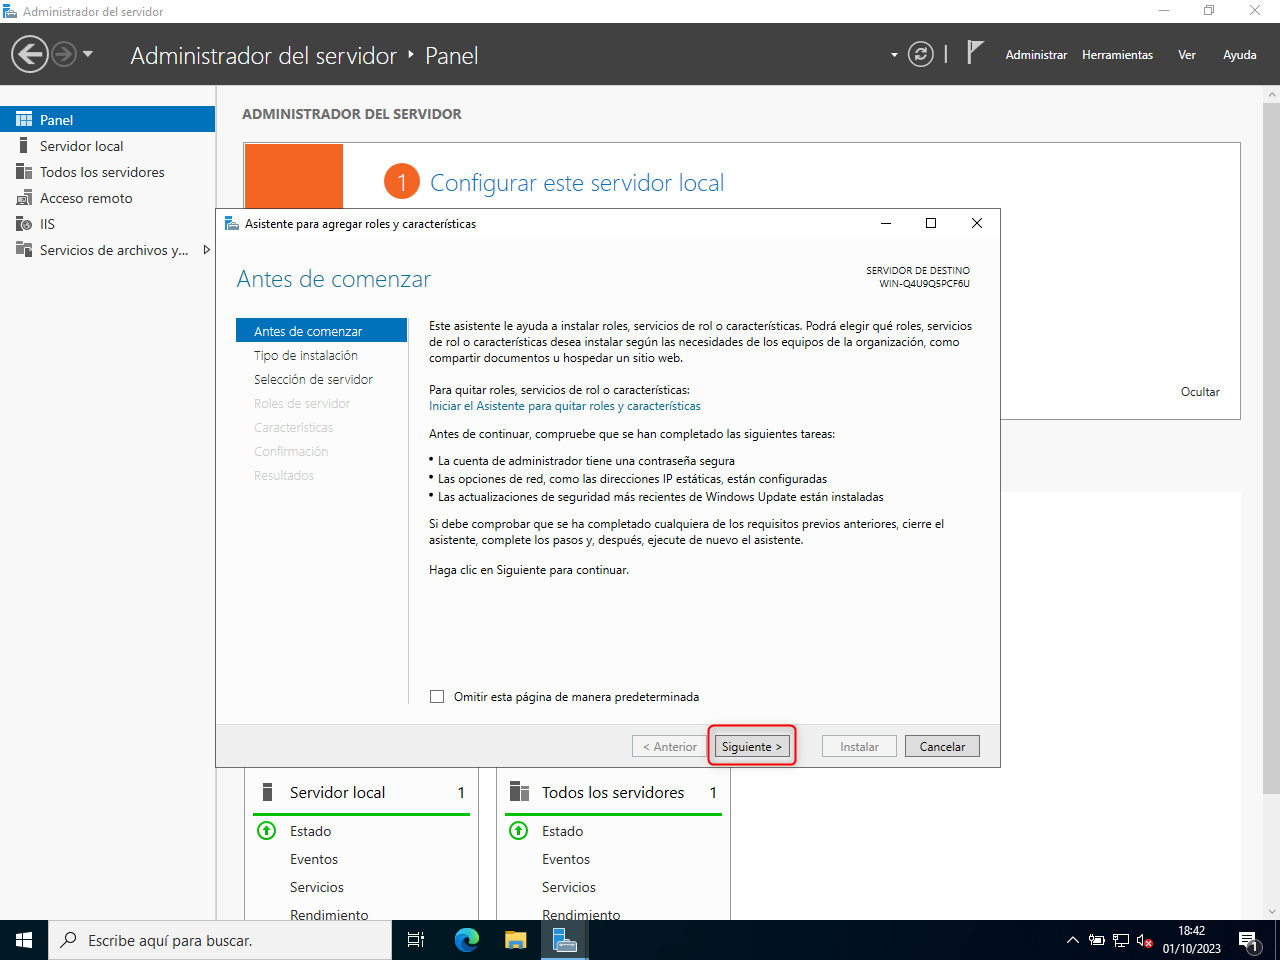 Administrador del servidor
Administrador del servidor ‣ Panel
Administrar
Herramientas
Ver
Ayuda
Panel
Servidor local
Todos los servidores
Acceso remoto
IIS
Servicios de archivos y...
ADMINISTRADOR DEL SERVIDOR
1 Configurar este servidor local
Ocultar
Asistente para agregar roles y características
Antes de comenzar
SERVIDOR DE DESTINO
WIN-Q4U9Q5PCF6U
Antes de comenzar
Tipo de instalación
Selección de servidor
Roles de servidor
Características
Confirmación
Resultados
Este asistente le ayuda a instalar roles, servicios de rol o características. Podrá elegir qué roles, servicios
de rol o características desea instalar según las necesidades de los equipos de la organización, como
compartir documentos u hospedar un sitio web.
Para quitar roles, servicios de rol o características:
Iniciar el Asistente para quitar roles y características
Antes de continuar, compruebe que se han completado las siguientes tareas:
• La cuenta de administrador tiene una contraseña segura
• Las opciones de red, como las direcciones IP estáticas, están configuradas
• Las actualizaciones de seguridad más recientes de Windows Update están instaladas
Si debe comprobar que se ha completado cualquiera de los requisitos previos anteriores, cierre el
asistente, complete los pasos y, después, ejecute de nuevo el asistente.
Haga clic en Siguiente para continuar.
Omitir esta página de manera predeterminada
< Anterior
Siguiente >
Instalar
Cancelar
Servidor local 1
Estado
Eventos
Servicios
Rendimiento
Todos los servidores 1
Estado
Eventos
Servicios
Rendimiento
Escribe aquí para buscar.
18:42
01/10/2023
1